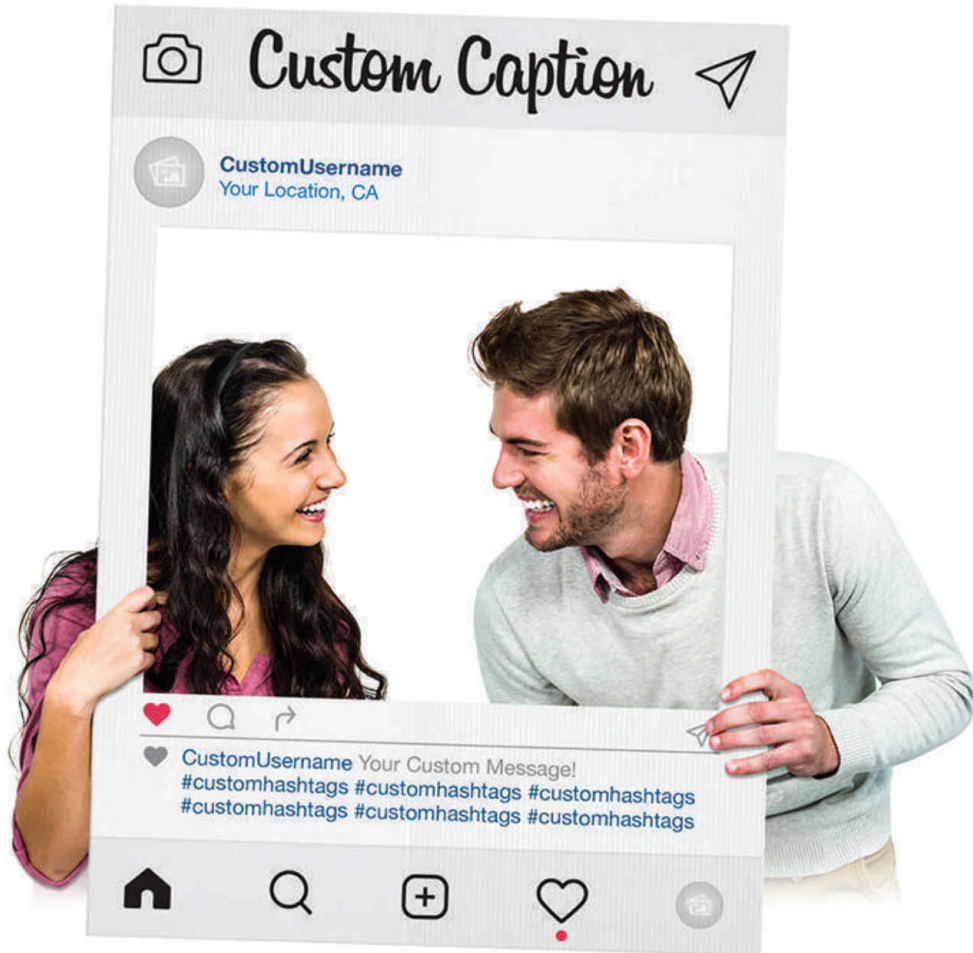 Custom Caption
CustomUsername
Your Location, CA
CustomUsername Your Custom Message!
#customhashtags #customhashtags #customhashtags
#customhashtags #customhashtags #customhashtags